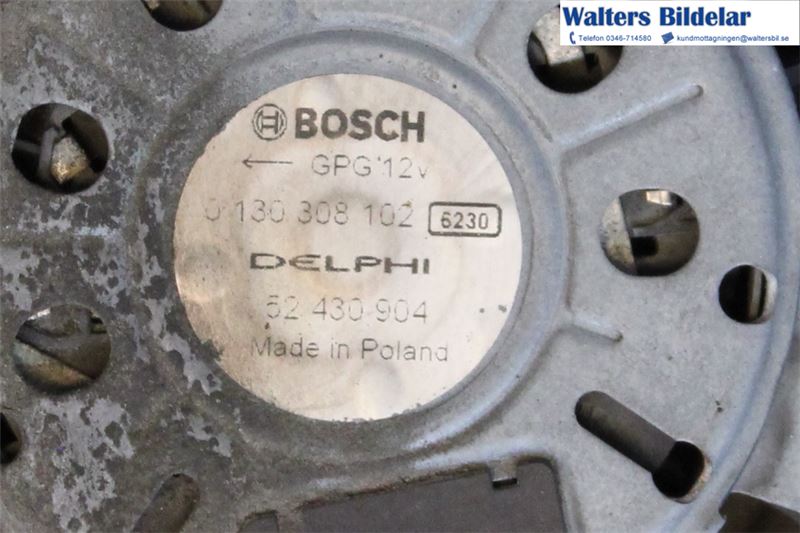 Walters Bildelar
Telefon 0346-714580 kundmottagningen@waltersbil.se
BOSCH
← GPG 12v
0 130 308 102 6230
DELPHI
52 430 904
Made in Poland